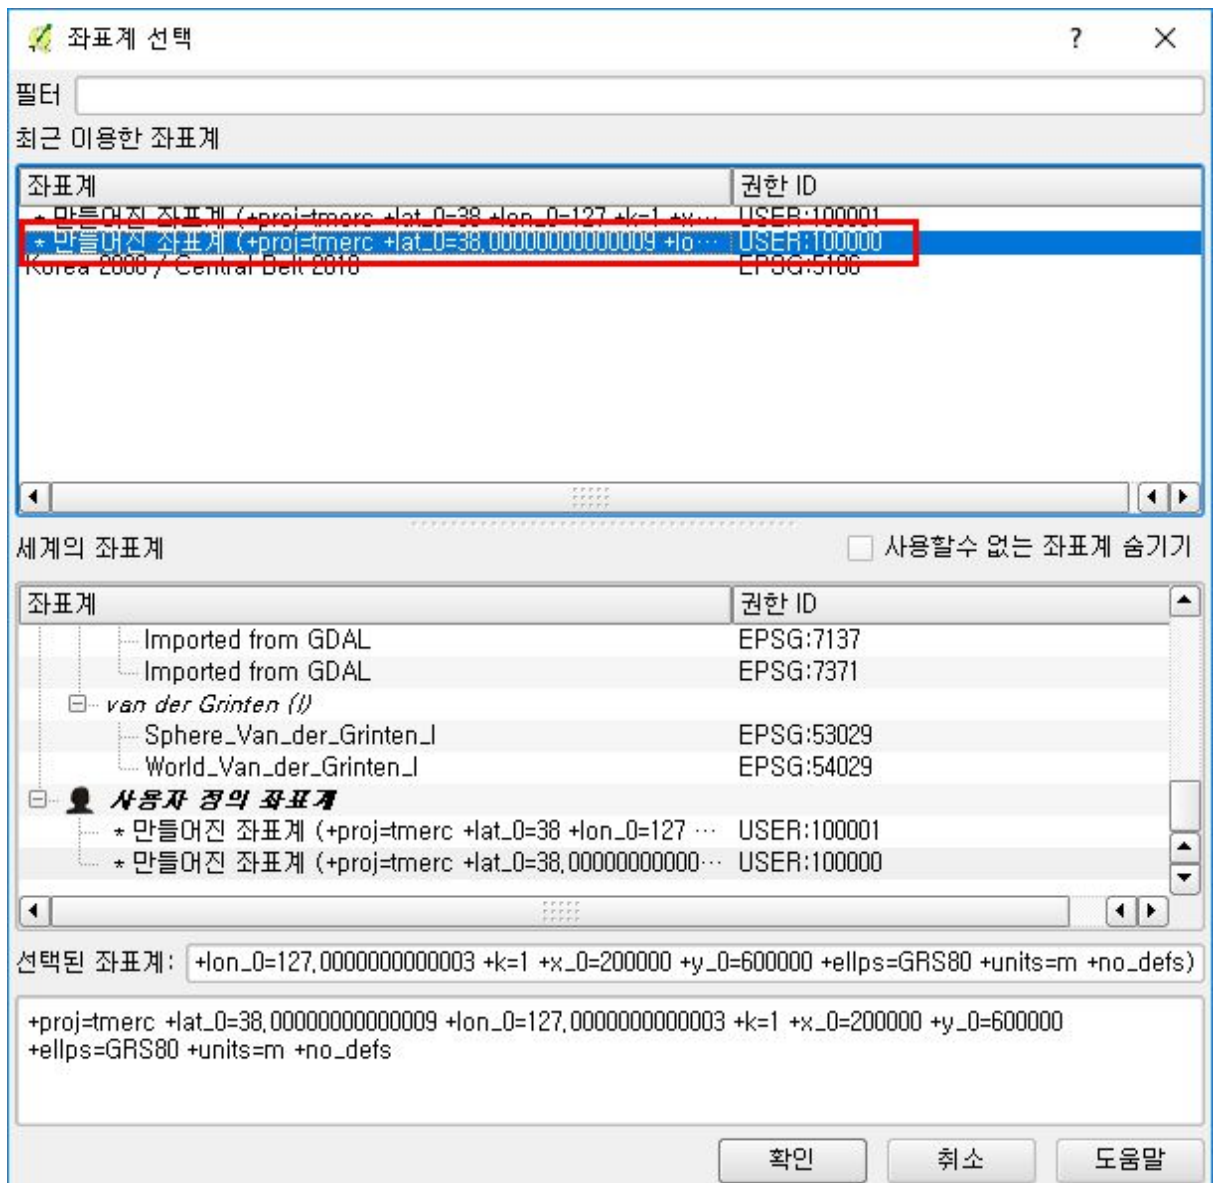 좌표계 선택
필터
최근 이용한 좌표계
좌표계 권한 ID
* 만들어진 좌표계 (+proj=tmerc +lat_0=38 +lon_0=127 +k=1 +x… USER:100001
* 만들어진 좌표계 (+proj=tmerc +lat_0=38,00000000000009 +lo… USER:100000
Korea 2000 / Central Belt 2010 EPSG:5186
세계의 좌표계 사용할수 없는 좌표계 숨기기
좌표계 권한 ID
Imported from GDAL EPSG:7137
Imported from GDAL EPSG:7371
van der Grinten (I)
Sphere_Van_der_Grinten_I EPSG:53029
World_Van_der_Grinten_I EPSG:54029
사용자 정의 좌표계
* 만들어진 좌표계 (+proj=tmerc +lat_0=38 +lon_0=127 … USER:100001
* 만들어진 좌표계 (+proj=tmerc +lat_0=38,00000000000… USER:100000
선택된 좌표계: +lon_0=127,0000000000003 +k=1 +x_0=200000 +y_0=600000 +ellps=GRS80 +units=m +no_defs)
+proj=tmerc +lat_0=38,00000000000009 +lon_0=127,0000000000003 +k=1 +x_0=200000 +y_0=600000
+ellps=GRS80 +units=m +no_defs
확인 취소 도움말